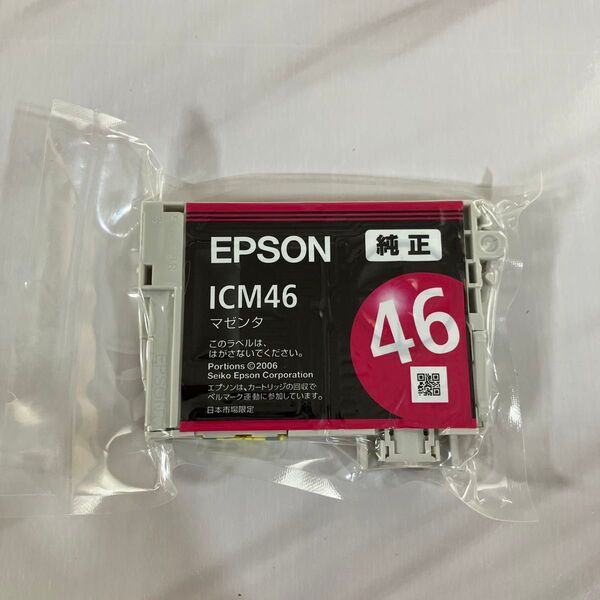 EPSON 純正
ICM46
マゼンタ
46
このラベルは、
はがさないでください。
Portions ©2006
Seiko Epson Corporation
エプソンは、カートリッジの回収で
ベルマーク運動に参加しています。
日本市場限定